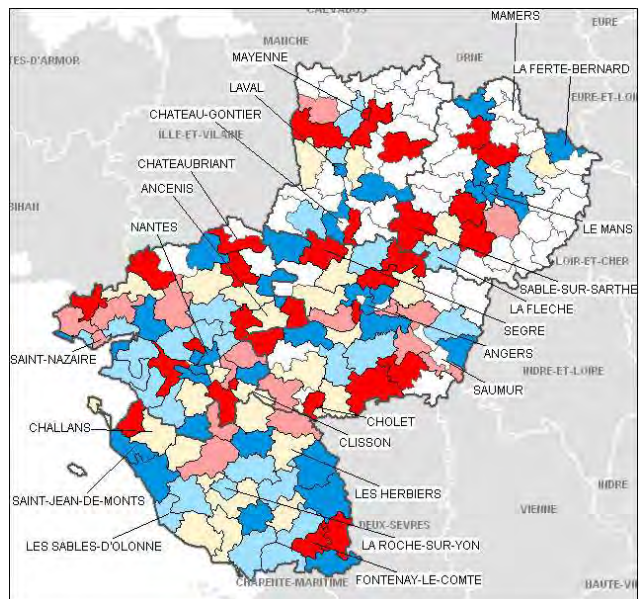 CALVADOS
MAMERS
EURE
MANCHE
MAYENNE
ORNE
LA FERTE-BERNARD
TES-D'ARMOR
LAVAL
EURE-ET-LOI
CHATEAU-GONTIER
ILLE-ET-VILAINE
CHATEAUBRIANT
ANCENIS
BIHAN
NANTES
LE MANS
LOIR-ET-CHER
SABLE-SUR-SARTHE
LA FLECHE
SEGRE
SAINT-NAZAIRE
ANGERS
INDRE-ET-LOIRE
SAUMUR
CHOLET
CHALLANS
CLISSON
INDRE
SAINT-JEAN-DE-MONTS
LES HERBIERS
VIENNE
DEUX-SEVRES
LES SABLES-D'OLONNE
LA ROCHE-SUR-YON
FONTENAY-LE-COMTE
CHARENTE-MARITIME
HAUTE-VI